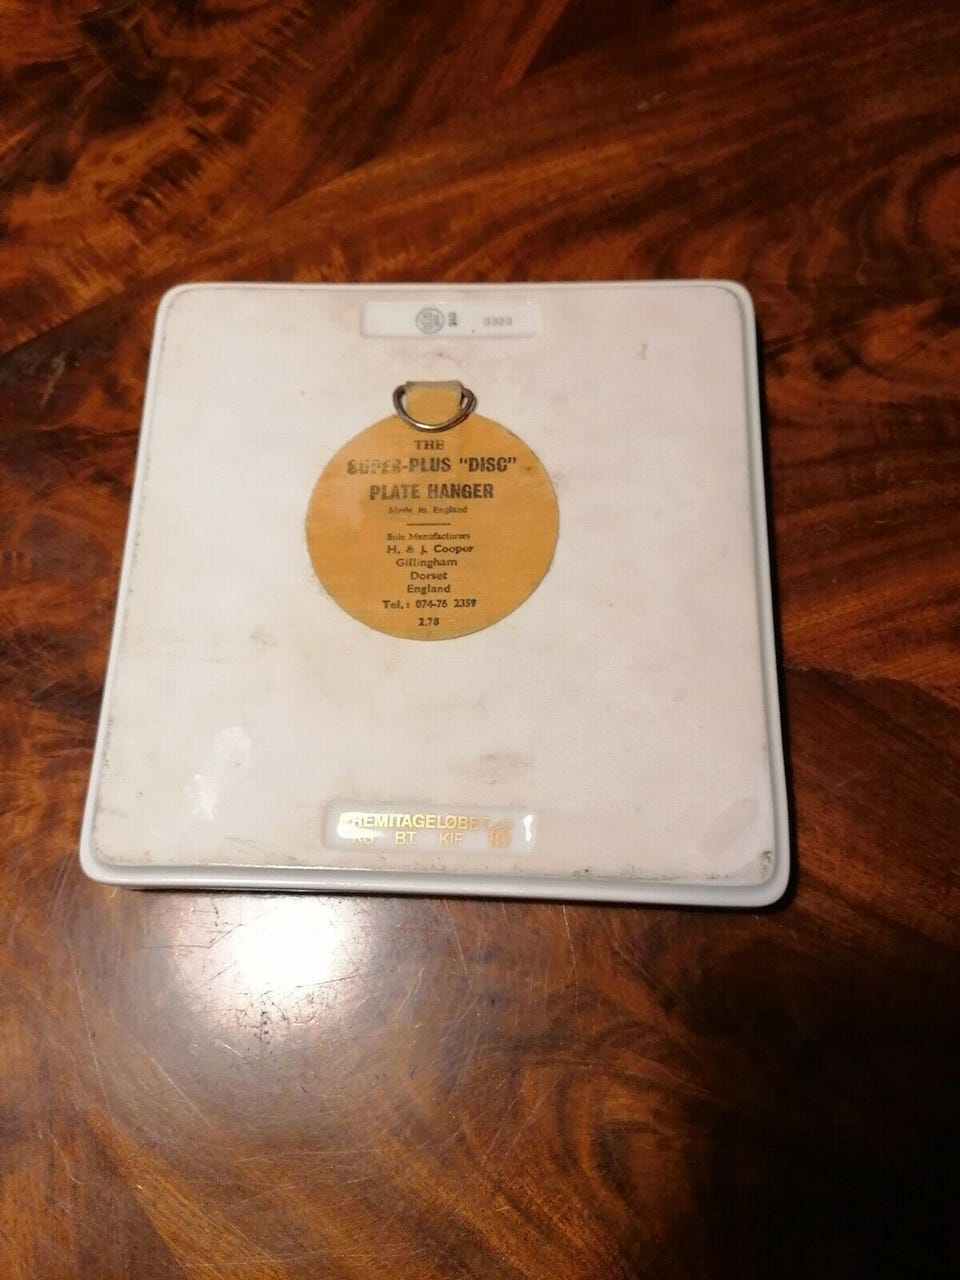 3323
THE
SUPER-PLUS "DISC"
PLATE HANGER
Made in England
Sole Manufacturers
H. & J. Cooper
Gillingham
Dorset
England
Tel.: 074-76 2359
2.78
EREMITAGELØBET
KS B.T. KIF